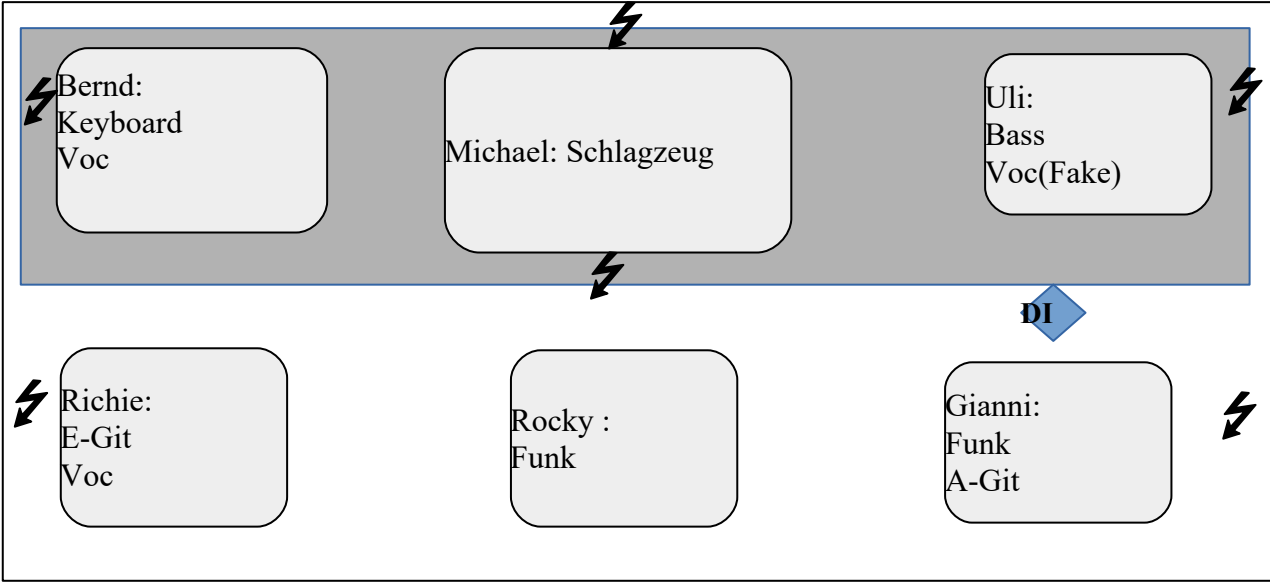 Bernd:
Keyboard
Voc
Michael: Schlagzeug
Uli:
Bass
Voc(Fake)
DI
Richie:
E-Git
Voc
Rocky :
Funk
Gianni:
Funk
A-Git